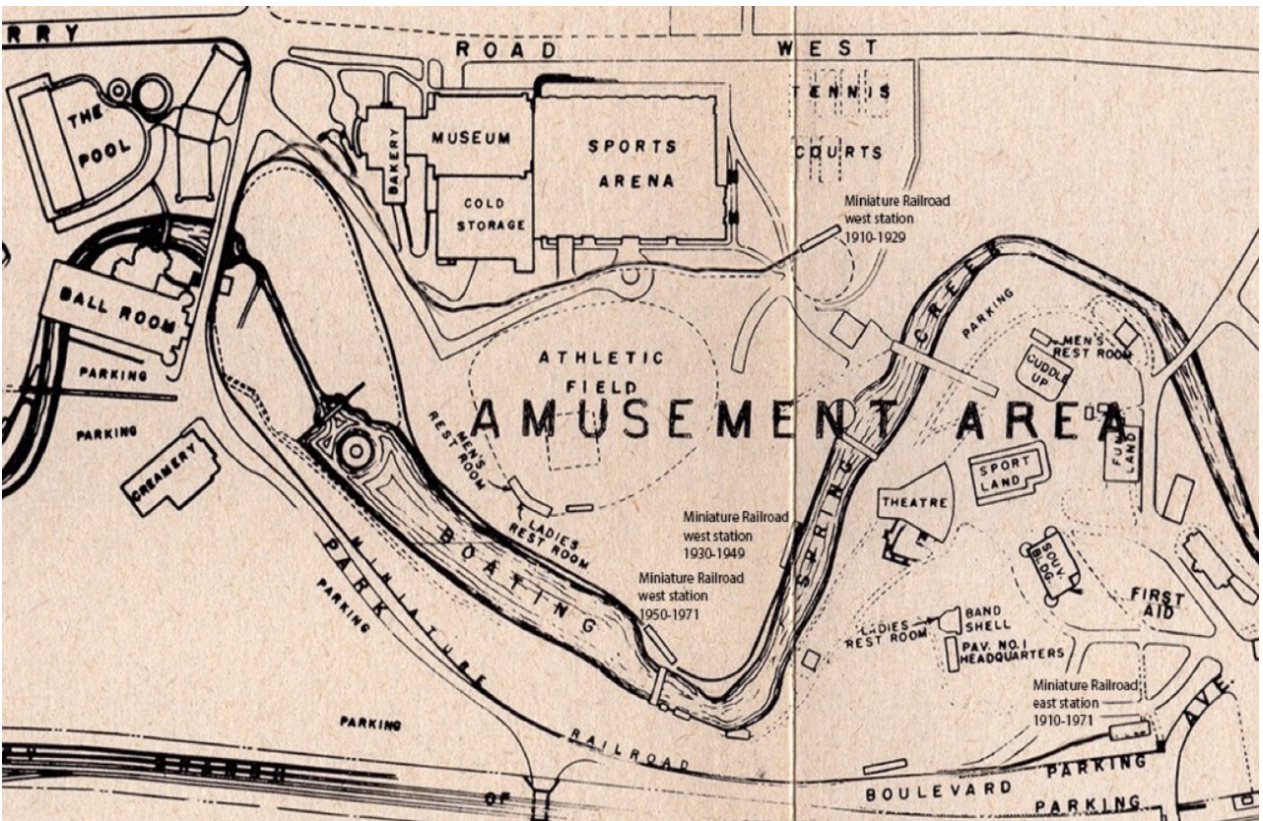 RRY ROAD WEST
THE
POOL
BAKERY
MUSEUM
COLD
STORAGE
SPORTS
ARENA
TENNIS
COURTS
Miniature Railroad
west station
1910-1929
BALL ROOM
PARKING
PARKING
CREAMERY
ATHLETIC
FIELD
AMUSEMENT AREA
SPRING CREEK
PARKING
MEN'S
REST ROOM
CUDDLE
UP
FUN
LAND
SPORT
LAND
THEATRE
MEN'S
REST ROOM
LADIES
REST ROOM
BOATING
Miniature Railroad
west station
1930-1949
Miniature Railroad
west station
1950-1971
SOUV.
BLDG.
FIRST
AID
LADIES
REST ROOM
BAND
SHELL
PAV. NO. 1
HEADQUARTERS
Miniature Railroad
east station
1910-1971
MINIATURE RAILROAD
PARK BOULEVARD
PARKING
PARKING
AVE.
PARKING
PARKING
BRANCH OF